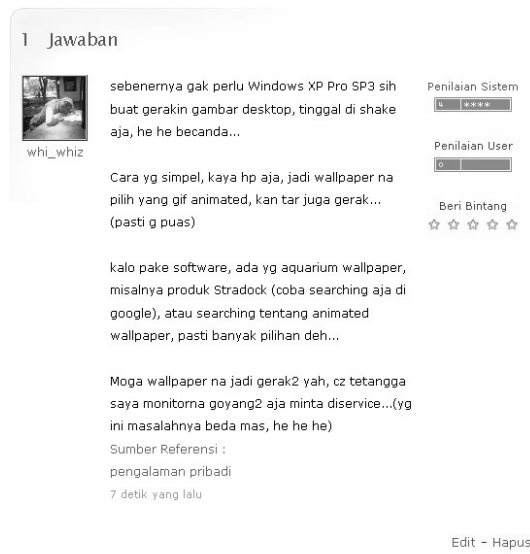 1 Jawaban
whi_whiz
sebenernya gak perlu Windows XP Pro SP3 sih
buat gerakin gambar desktop, tinggal di shake
aja, he he becanda...
Cara yg simpel, kaya hp aja, jadi wallpaper na
pilih yang gif animated, kan tar juga gerak...
(pasti g puas)
kalo pake software, ada yg aquarium wallpaper,
misalnya produk Stradock (coba searching aja di
google), atau searching tentang animated
wallpaper, pasti banyak pilihan deh...
Moga wallpaper na jadi gerak2 yah, cz tetangga
saya monitorna goyang2 aja minta diservice...(yg
ini masalahnya beda mas, he he he)
Sumber Referensi :
pengalaman pribadi
7 detik yang lalu
Penilaian Sistem
4 ****
Penilaian User
0
Beri Bintang
Edit - Hapus